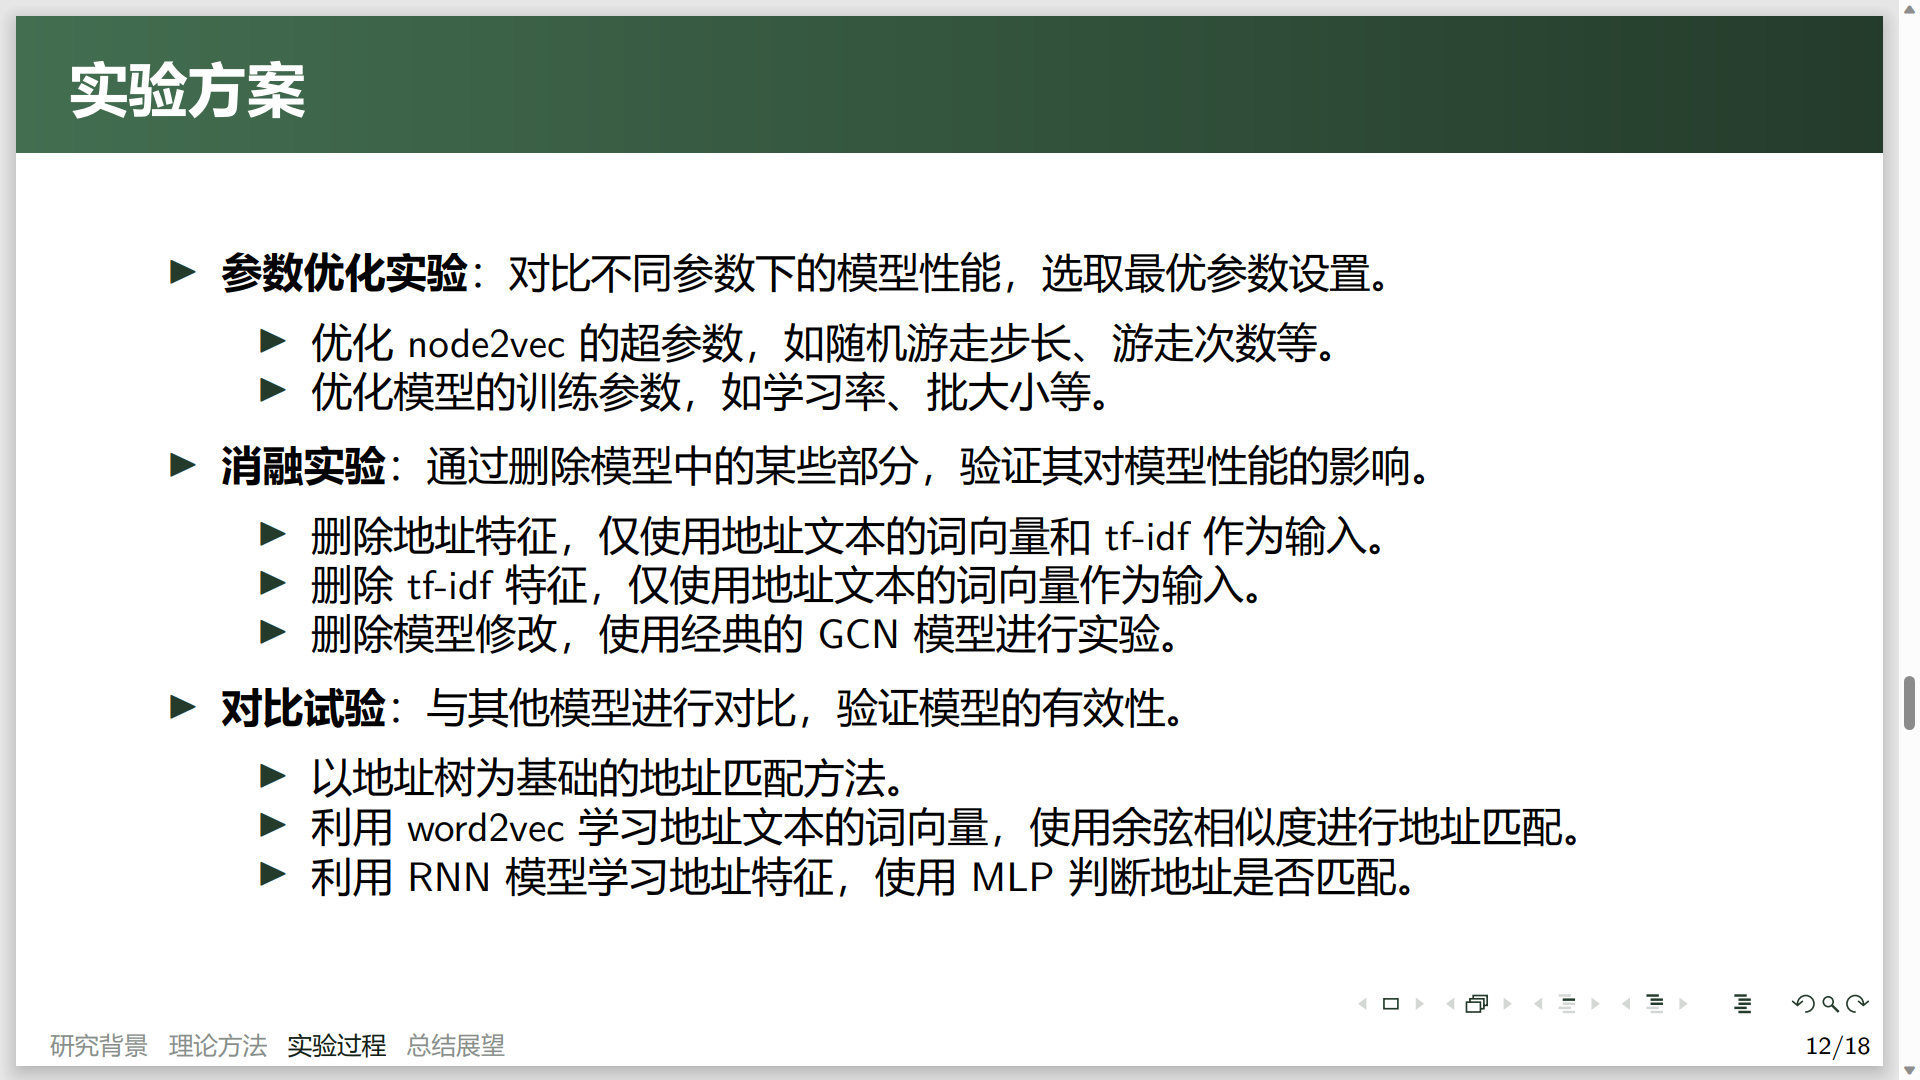 实验方案
参数优化实验：对比不同参数下的模型性能，选取最优参数设置。
优化 node2vec 的超参数，如随机游走步长、游走次数等。
优化模型的训练参数，如学习率、批大小等。
消融实验：通过删除模型中的某些部分，验证其对模型性能的影响。
删除地址特征，仅使用地址文本的词向量和 tf-idf 作为输入。
删除 tf-idf 特征，仅使用地址文本的词向量作为输入。
删除模型修改，使用经典的 GCN 模型进行实验。
对比试验：与其他模型进行对比，验证模型的有效性。
以地址树为基础的地址匹配方法。
利用 word2vec 学习地址文本的词向量，使用余弦相似度进行地址匹配。
利用 RNN 模型学习地址特征，使用 MLP 判断地址是否匹配。
研究背景 理论方法 实验过程 总结展望 12/18